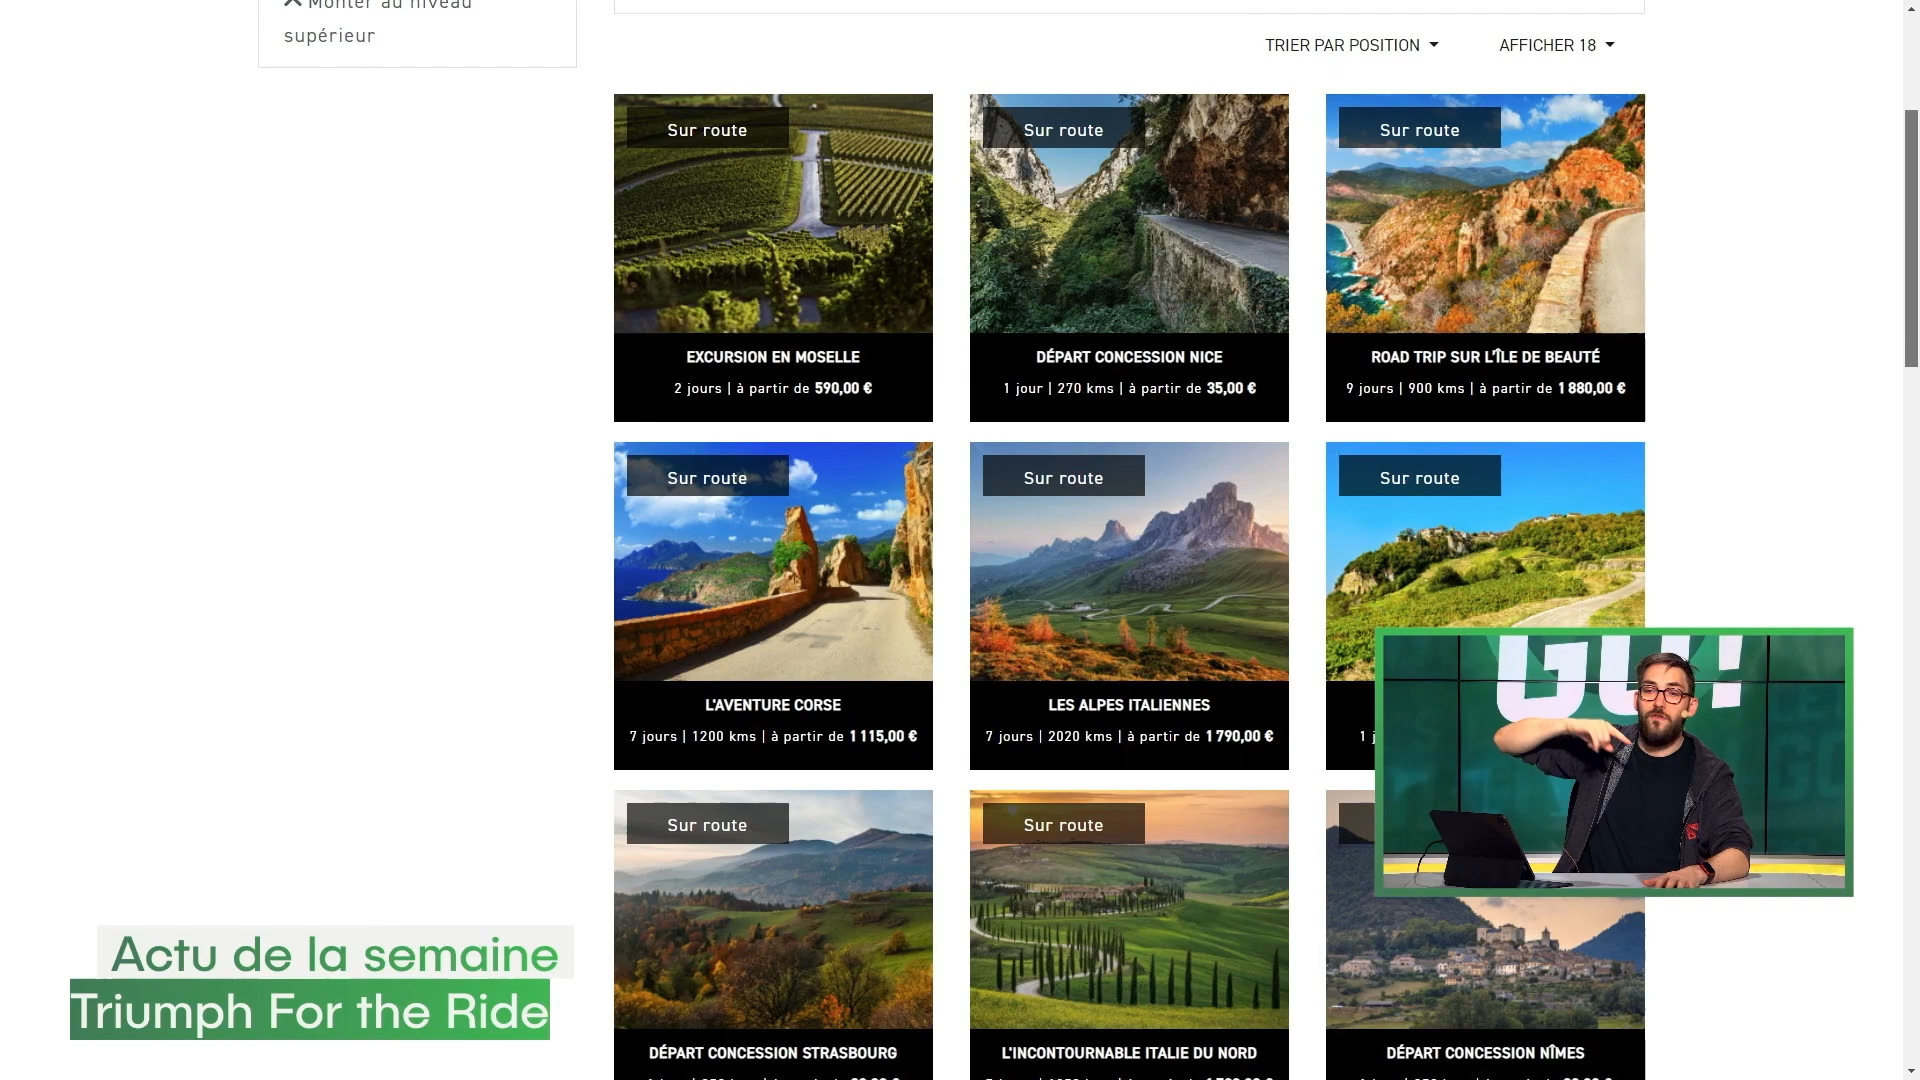 Monter au niveau
supérieur
TRIER PAR POSITION
AFFICHER 18
Sur route
Sur route
Sur route
EXCURSION EN MOSELLE
2 jours | à partir de 590,00 €
DÉPART CONCESSION NICE
1 jour | 270 kms | à partir de 35,00 €
ROAD TRIP SUR L'ÎLE DE BEAUTÉ
9 jours | 900 kms | à partir de 1 880,00 €
Sur route
Sur route
Sur route
L'AVENTURE CORSE
7 jours | 1200 kms | à partir de 1 115,00 €
LES ALPES ITALIENNES
7 jours | 2020 kms | à partir de 1 790,00 €
GO!
Sur route
Sur route
DÉPART CONCESSION STRASBOURG
L'INCONTOURNABLE ITALIE DU NORD
DÉPART CONCESSION NÎMES
Actu de la semaine
Triumph For the Ride